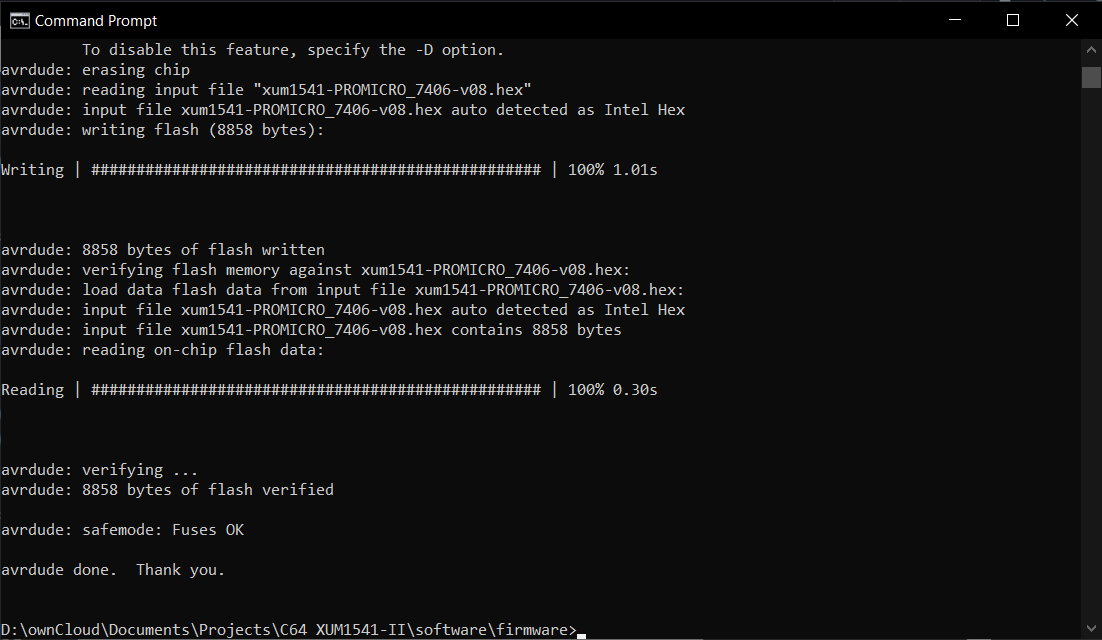 Command Prompt
To disable this feature, specify the -D option.
avrdude: erasing chip
avrdude: reading input file "xum1541-PROMICRO_7406-v08.hex"
avrdude: input file xum1541-PROMICRO_7406-v08.hex auto detected as Intel Hex
avrdude: writing flash (8858 bytes):
Writing | ################################################## | 100% 1.01s
avrdude: 8858 bytes of flash written
avrdude: verifying flash memory against xum1541-PROMICRO_7406-v08.hex:
avrdude: load data flash data from input file xum1541-PROMICRO_7406-v08.hex:
avrdude: input file xum1541-PROMICRO_7406-v08.hex auto detected as Intel Hex
avrdude: input file xum1541-PROMICRO_7406-v08.hex contains 8858 bytes
avrdude: reading on-chip flash data:
Reading | ################################################## | 100% 0.30s
avrdude: verifying ...
avrdude: 8858 bytes of flash verified
avrdude: safemode: Fuses OK
avrdude done.  Thank you.
D:\ownCloud\Documents\Projects\C64 XUM1541-II\software\firmware>